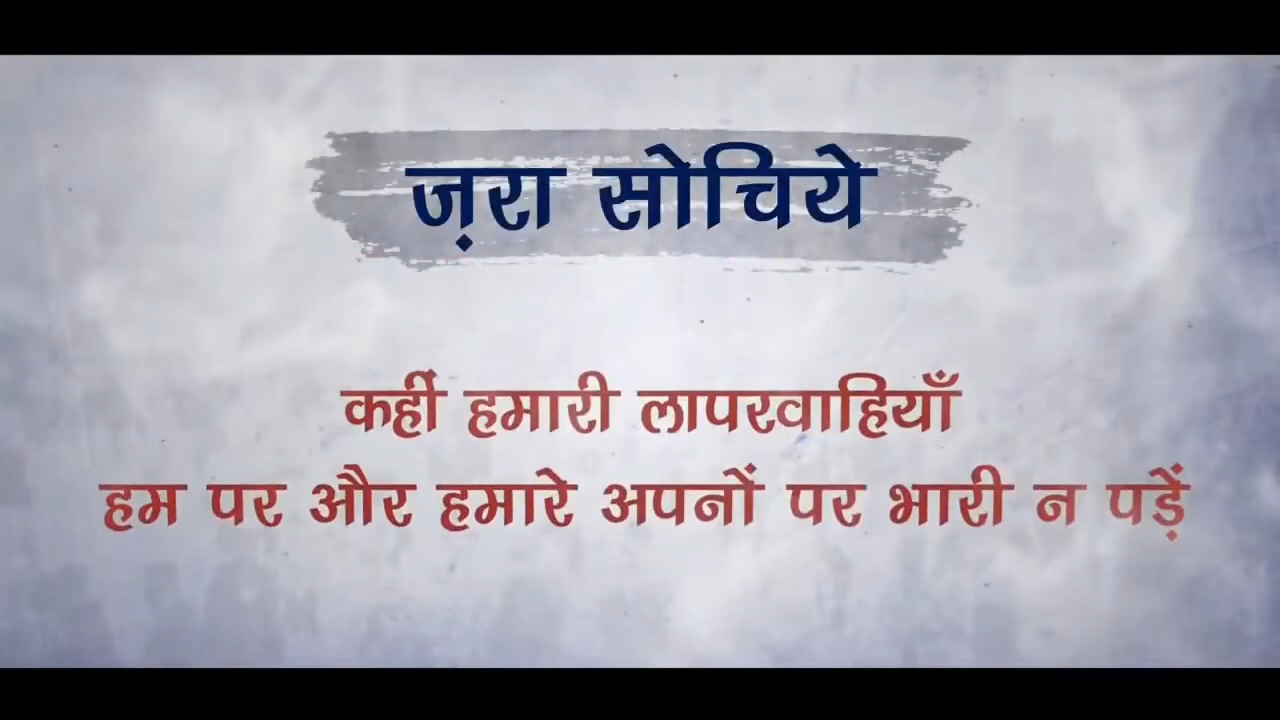 ज़रा सोचिये
कहीं हमारी लापरवाहियाँ
हम पर और हमारे अपनों पर भारी न पड़ें